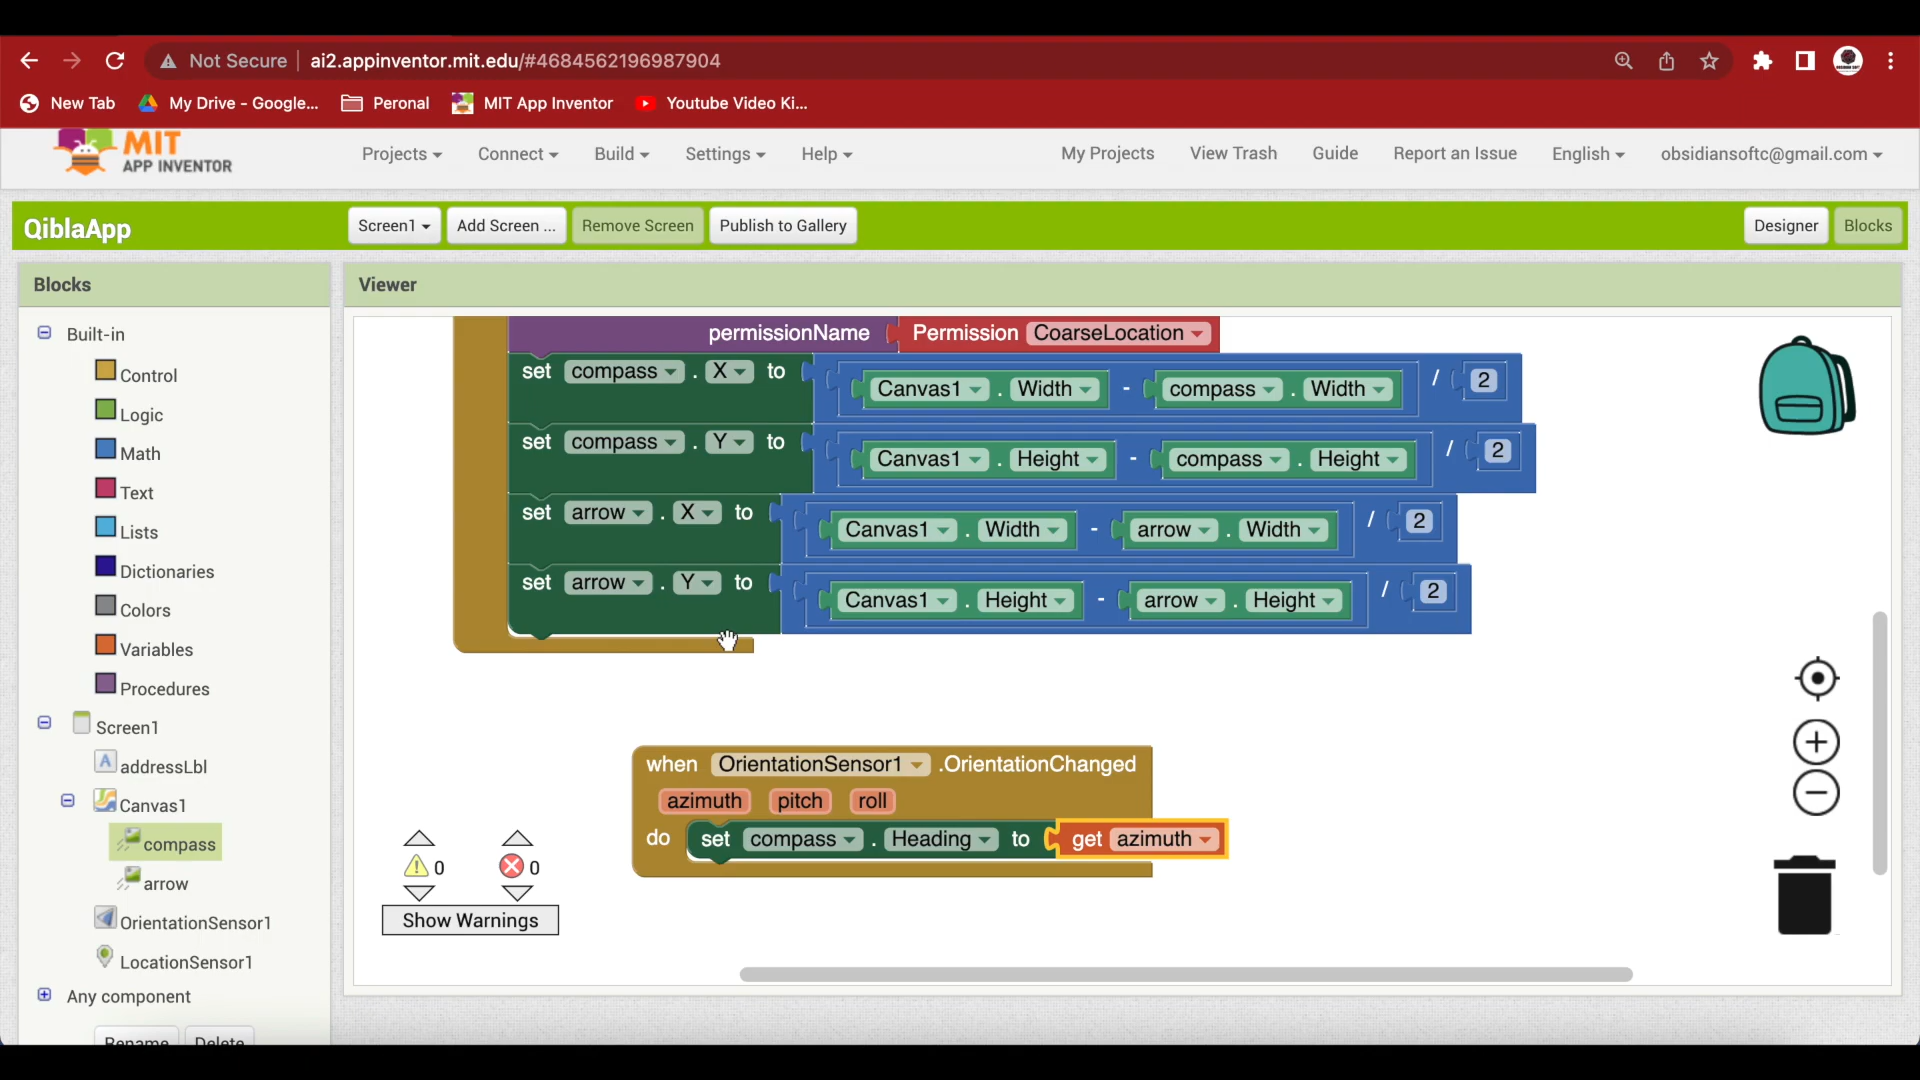 Not Secure | ai2.appinventor.mit.edu/#4684562196987904
New Tab My Drive - Google... Peronal MIT App Inventor Youtube Video Ki...
MIT APP INVENTOR Projects Connect Build Settings Help My Projects View Trash Guide Report an Issue English obsidiansoftc@gmail.com
QiblaApp Screen1 Add Screen ... Remove Screen Publish to Gallery Designer Blocks
Blocks
Viewer
Built-in
Control
Logic
Math
Text
Lists
Dictionaries
Colors
Variables
Procedures
Screen1
addressLbl
Canvas1
compass
arrow
OrientationSensor1
LocationSensor1
Any component
Rename Delete
permissionName Permission CoarseLocation
set compass . X to Canvas1 . Width - compass . Width / 2
set compass . Y to Canvas1 . Height - compass . Height / 2
set arrow . X to Canvas1 . Width - arrow . Width / 2
set arrow . Y to Canvas1 . Height - arrow . Height / 2
when OrientationSensor1 .OrientationChanged
azimuth pitch roll
do set compass . Heading to get azimuth
0 0
Show Warnings